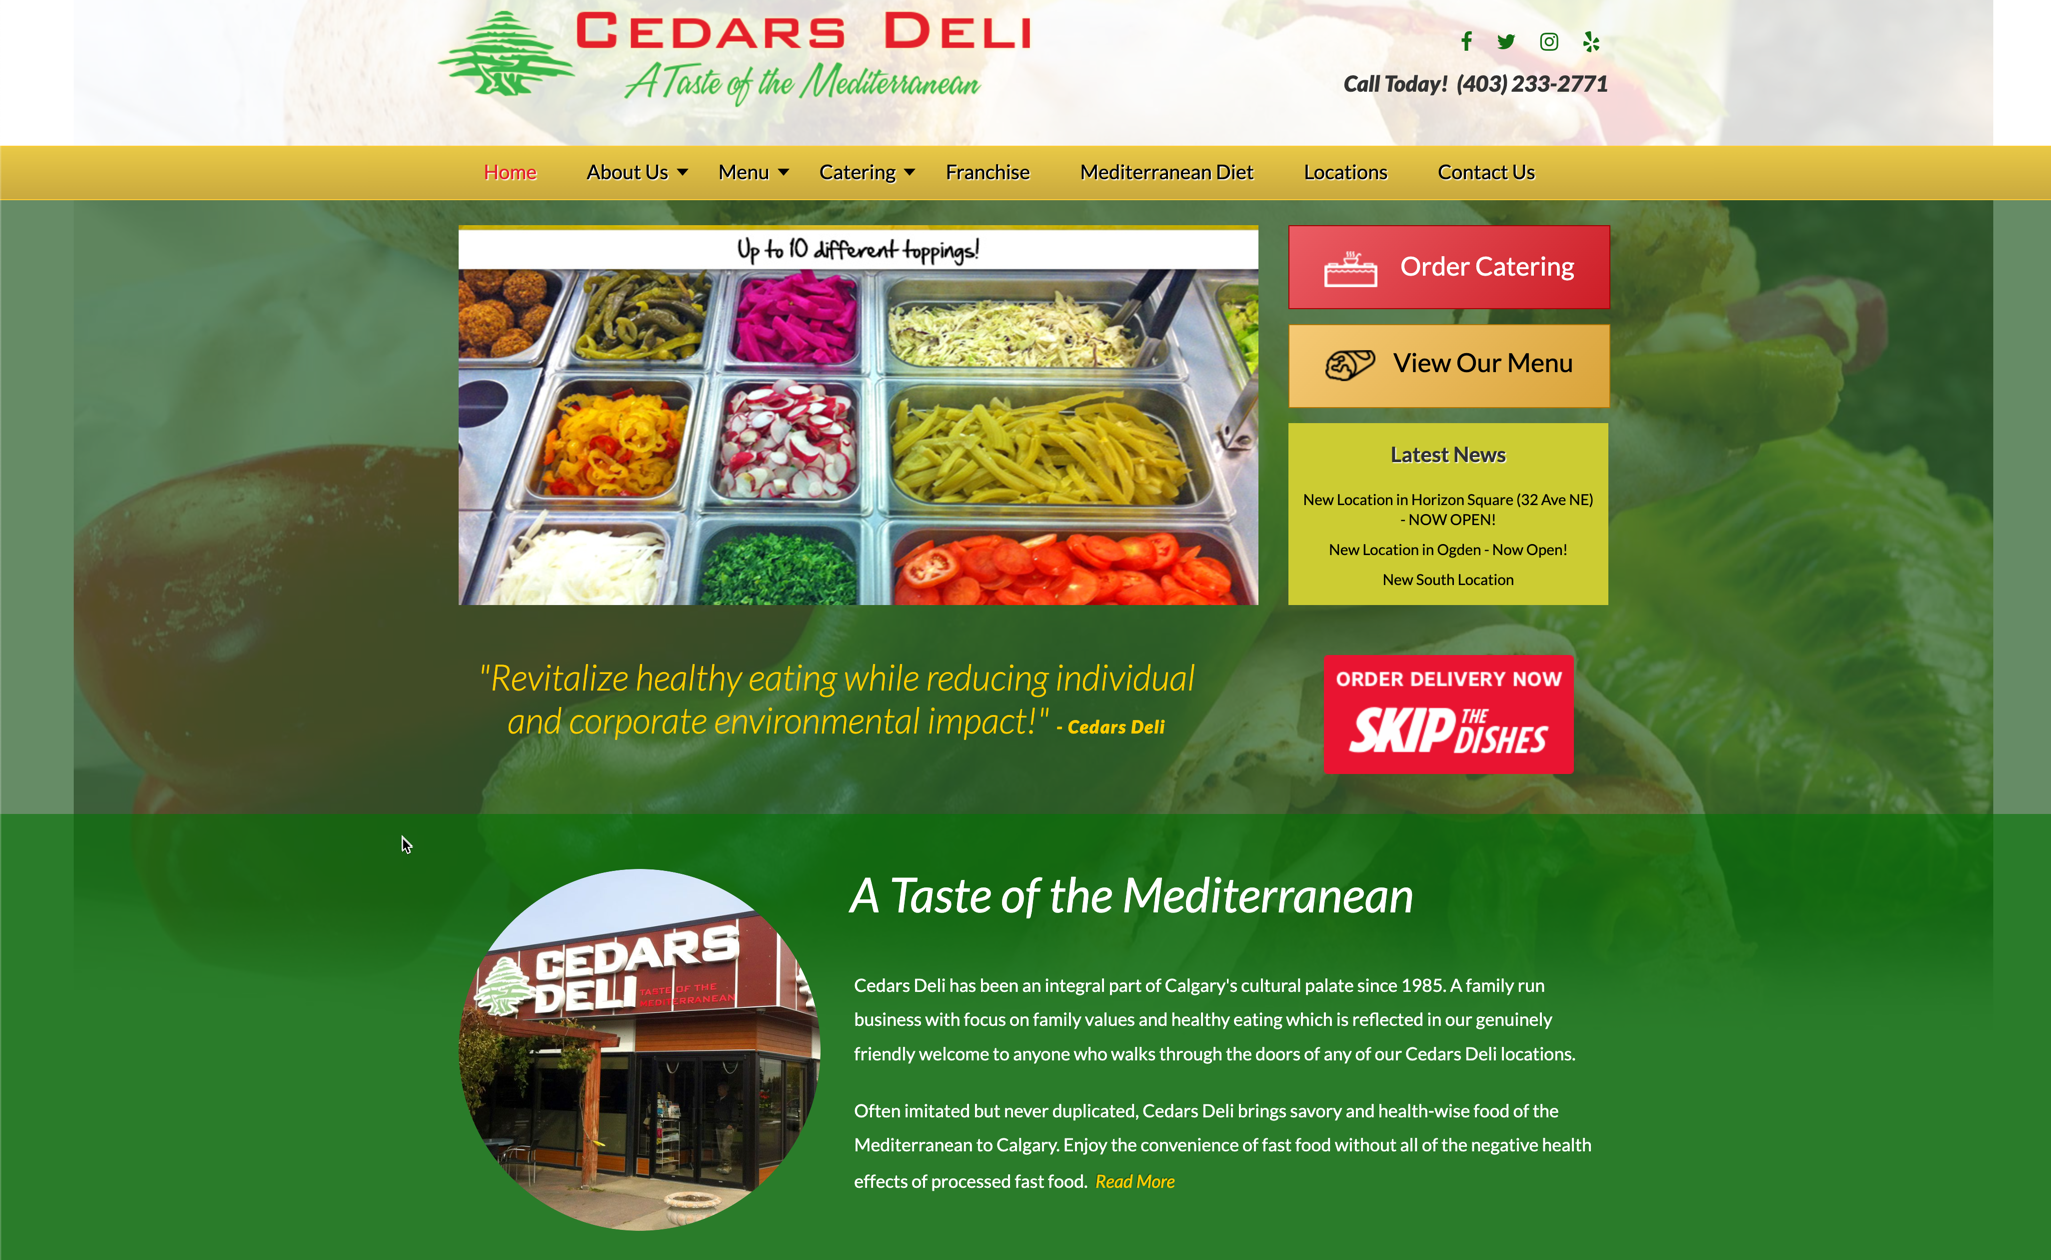 CEDARS DELI
A Taste of the Mediterranean
Call Today! (403) 233-2771
Home
About Us
Menu
Catering
Franchise
Mediterranean Diet
Locations
Contact Us
Up to 10 different toppings!
Order Catering
View Our Menu
Latest News
New Location in Horizon Square (32 Ave NE)
- NOW OPEN!
New Location in Ogden - Now Open!
New South Location
"Revitalize healthy eating while reducing individual
and corporate environmental impact!" - Cedars Deli
ORDER DELIVERY NOW
SKIP THE DISHES
CEDARS
DELI
TASTE OF THE
MEDITERRANEAN
A Taste of the Mediterranean
Cedars Deli has been an integral part of Calgary's cultural palate since 1985. A family run
business with focus on family values and healthy eating which is reflected in our genuinely
friendly welcome to anyone who walks through the doors of any of our Cedars Deli locations.
Often imitated but never duplicated, Cedars Deli brings savory and health-wise food of the
Mediterranean to Calgary. Enjoy the convenience of fast food without all of the negative health
effects of processed fast food. Read More